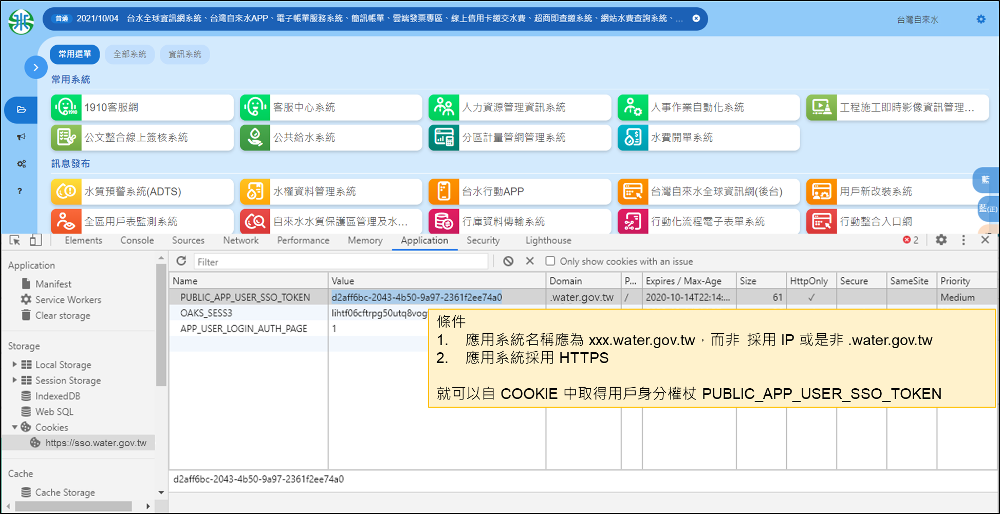 普通 2021/10/04 台水全球資訊網系統、台灣自來水APP、電子帳單服務系統、簡訊帳單、雲端發票專區、線上信用卡繳交水費、超商即查繳系統、網站水費查詢系統、...
台灣自來水
常用選單 全部系統 資訊系統
常用系統
1910客服網 客服中心系統 人力資源管理資訊系統 人事作業自動化系統 工程施工即時影像資訊管理...
公文整合線上簽核系統 公共給水系統 分區計量管網管理系統 水費開單系統
訊息發布
藍
? 水質預警系統(ADTS) 水權資料管理系統 台水行動APP 台灣自來水全球資訊網(後台) 用戶新改裝系統
藍(正)
全區用戶表監測系統 自來水水質保護區管理及水... 行庫資料傳輸系統 行動化流程電子表單系統 行動整合入口網
Elements Console Sources Network Performance Memory Application Security Lighthouse 2
Application
Manifest
Service Workers
Clear storage
Storage
Local Storage
Session Storage
IndexedDB
Web SQL
Cookies
https://sso.water.gov.tw
Cache
Cache Storage
Filter Only show cookies with an issue
Name Value Domain P... Expires / Max-Age Size HttpOnly Secure SameSite Priority
PUBLIC_APP_USER_SSO_TOKEN d2aff6bc-2043-4b50-9a97-2361f2ee74a0 .water.gov.tw / 2020-10-14T22:14:... 61 ✓ Medium
OAKS_SESS3 lihtf06cftrpg50utq8vog
APP_USER_LOGIN_AUTH_PAGE 1
條件
1. 應用系統名稱應為 xxx.water.gov.tw，而非 採用 IP 或是非 .water.gov.tw
2. 應用系統採用 HTTPS
就可以自 COOKIE 中取得用戶身分權杖 PUBLIC_APP_USER_SSO_TOKEN
d2aff6bc-2043-4b50-9a97-2361f2ee74a0